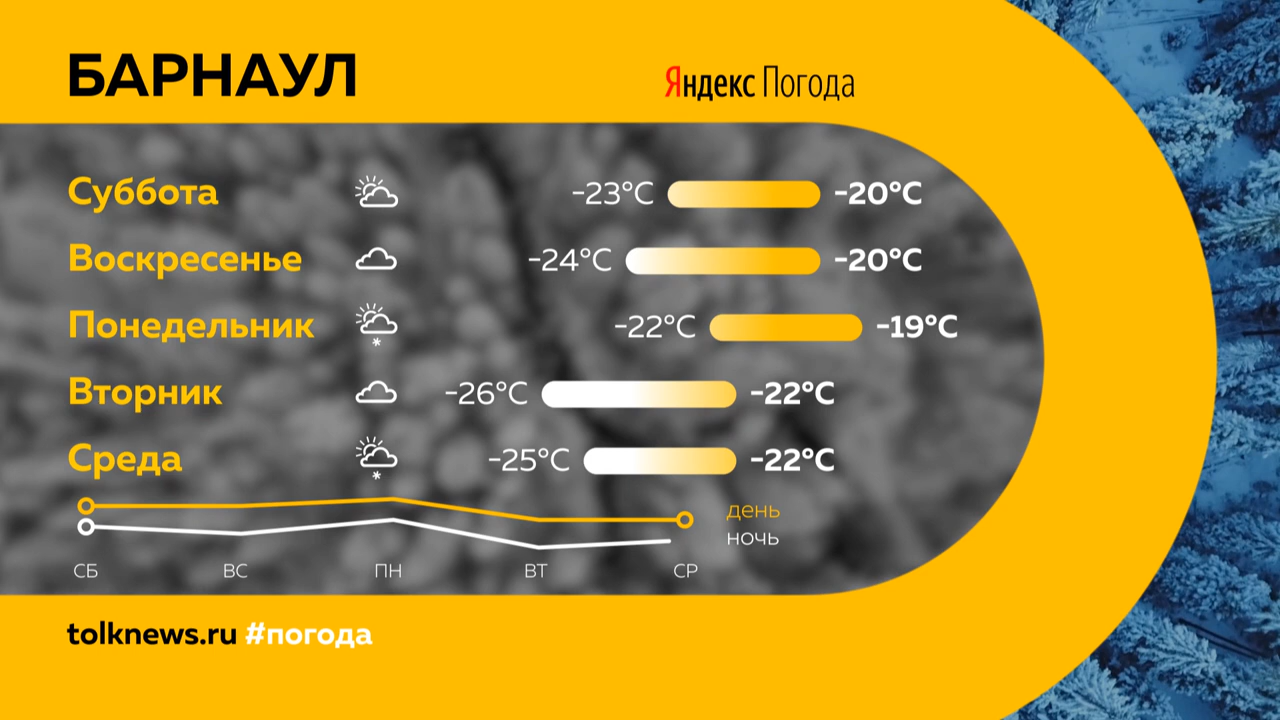 БАРНАУЛ
Яндекс Погода
Суббота -23°C -20°C
Воскресенье -24°C -20°C
Понедельник -22°C -19°C
Вторник -26°C -22°C
Среда -25°C -22°C
день
ночь
СБ ВС ПН ВТ СР
tolknews.ru #погода